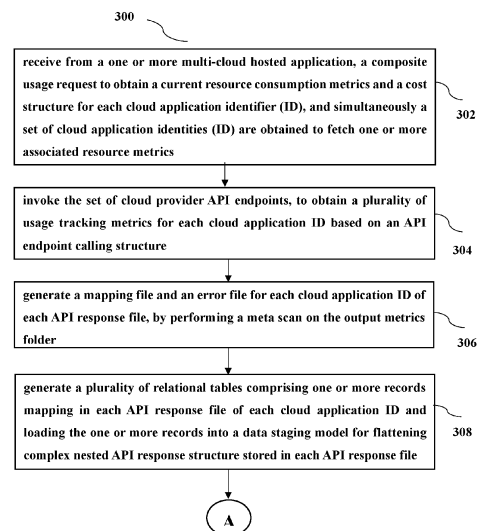 300
receive from a one or more multi-cloud hosted application, a composite
usage request to obtain a current resource consumption metrics and a cost
structure for each cloud application identifier (ID), and simultaneously a
set of cloud application identities (ID) are obtained to fetch one or more
associated resource metrics
302
invoke the set of cloud provider API endpoints, to obtain a plurality of
usage tracking metrics for each cloud application ID based on an API
endpoint calling structure
304
generate a mapping file and an error file for each cloud application ID of
each API response file, by performing a meta scan on the output metrics
folder
306
generate a plurality of relational tables comprising one or more records
mapping in each API response file of each cloud application ID and
loading the one or more records into a data staging model for flattening
complex nested API response structure stored in each API response file
308
A